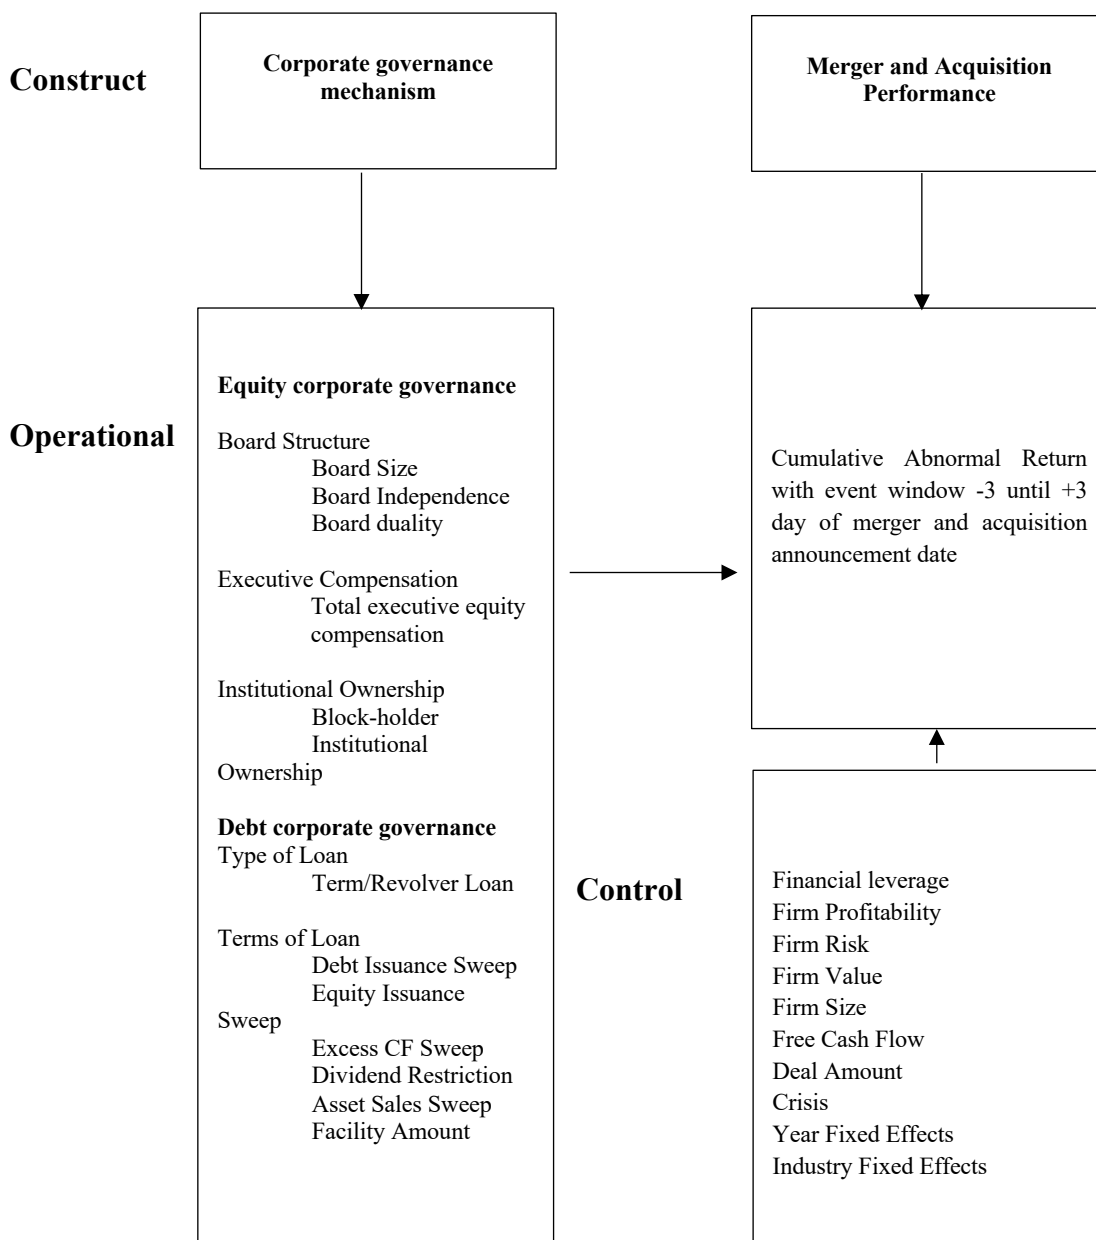 Construct
Corporate governance
mechanism
Merger and Acquisition
Performance
Operational
Equity corporate governance
Board Structure
Board Size
Board Independence
Board duality
Executive Compensation
Total executive equity
compensation
Institutional Ownership
Block-holder
Institutional
Ownership
Debt corporate governance
Type of Loan
Term/Revolver Loan
Terms of Loan
Debt Issuance Sweep
Equity Issuance
Sweep
Excess CF Sweep
Dividend Restriction
Asset Sales Sweep
Facility Amount
Cumulative Abnormal Return
with event window -3 until +3
day of merger and acquisition
announcement date
Control
Financial leverage
Firm Profitability
Firm Risk
Firm Value
Firm Size
Free Cash Flow
Deal Amount
Crisis
Year Fixed Effects
Industry Fixed Effects